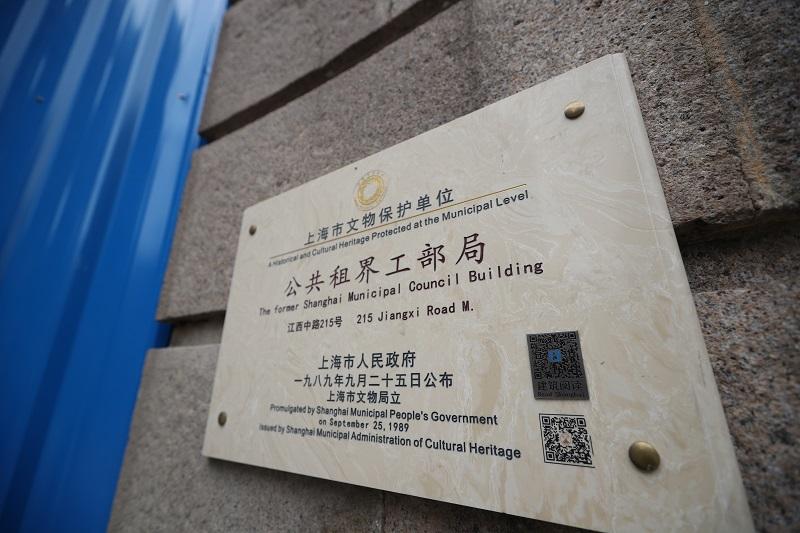 上海市文物保护单位
A Historical and Cultural Heritage Protected at the Municipal Level
公共租界工部局
The former Shanghai Municipal Council Building
江西中路215号 215 Jiangxi Road M.
上海市人民政府
一九八九年九月二十五日公布
上海市文物局立
Promulgated by Shanghai Municipal People's Government
on September 25, 1989
Issued by Shanghai Municipal Administration of Cultural Heritage
建筑阅读
Read Shanghai